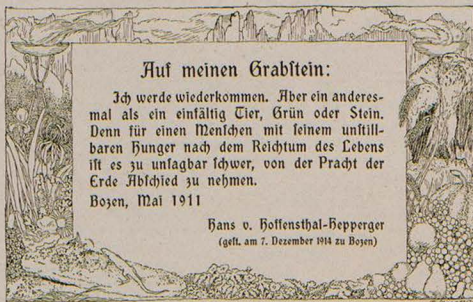 Auf meinen Grabſtein:
Ich werde wiederkommen. Aber ein anderes-
mal als ein einfältig Tier, Grün oder Stein.
Denn für einen Menſchen mit ſeinem unſtill-
baren Hunger nach dem Reichtum des Lebens
iſt es zu unſagbar ſchwer, von der Pracht der
Erde Abſchied zu nehmen.
Bozen, Mai 1911
Hans v. Hoffensthal-Hepperger
(geſt. am 7. Dezember 1914 zu Bozen)